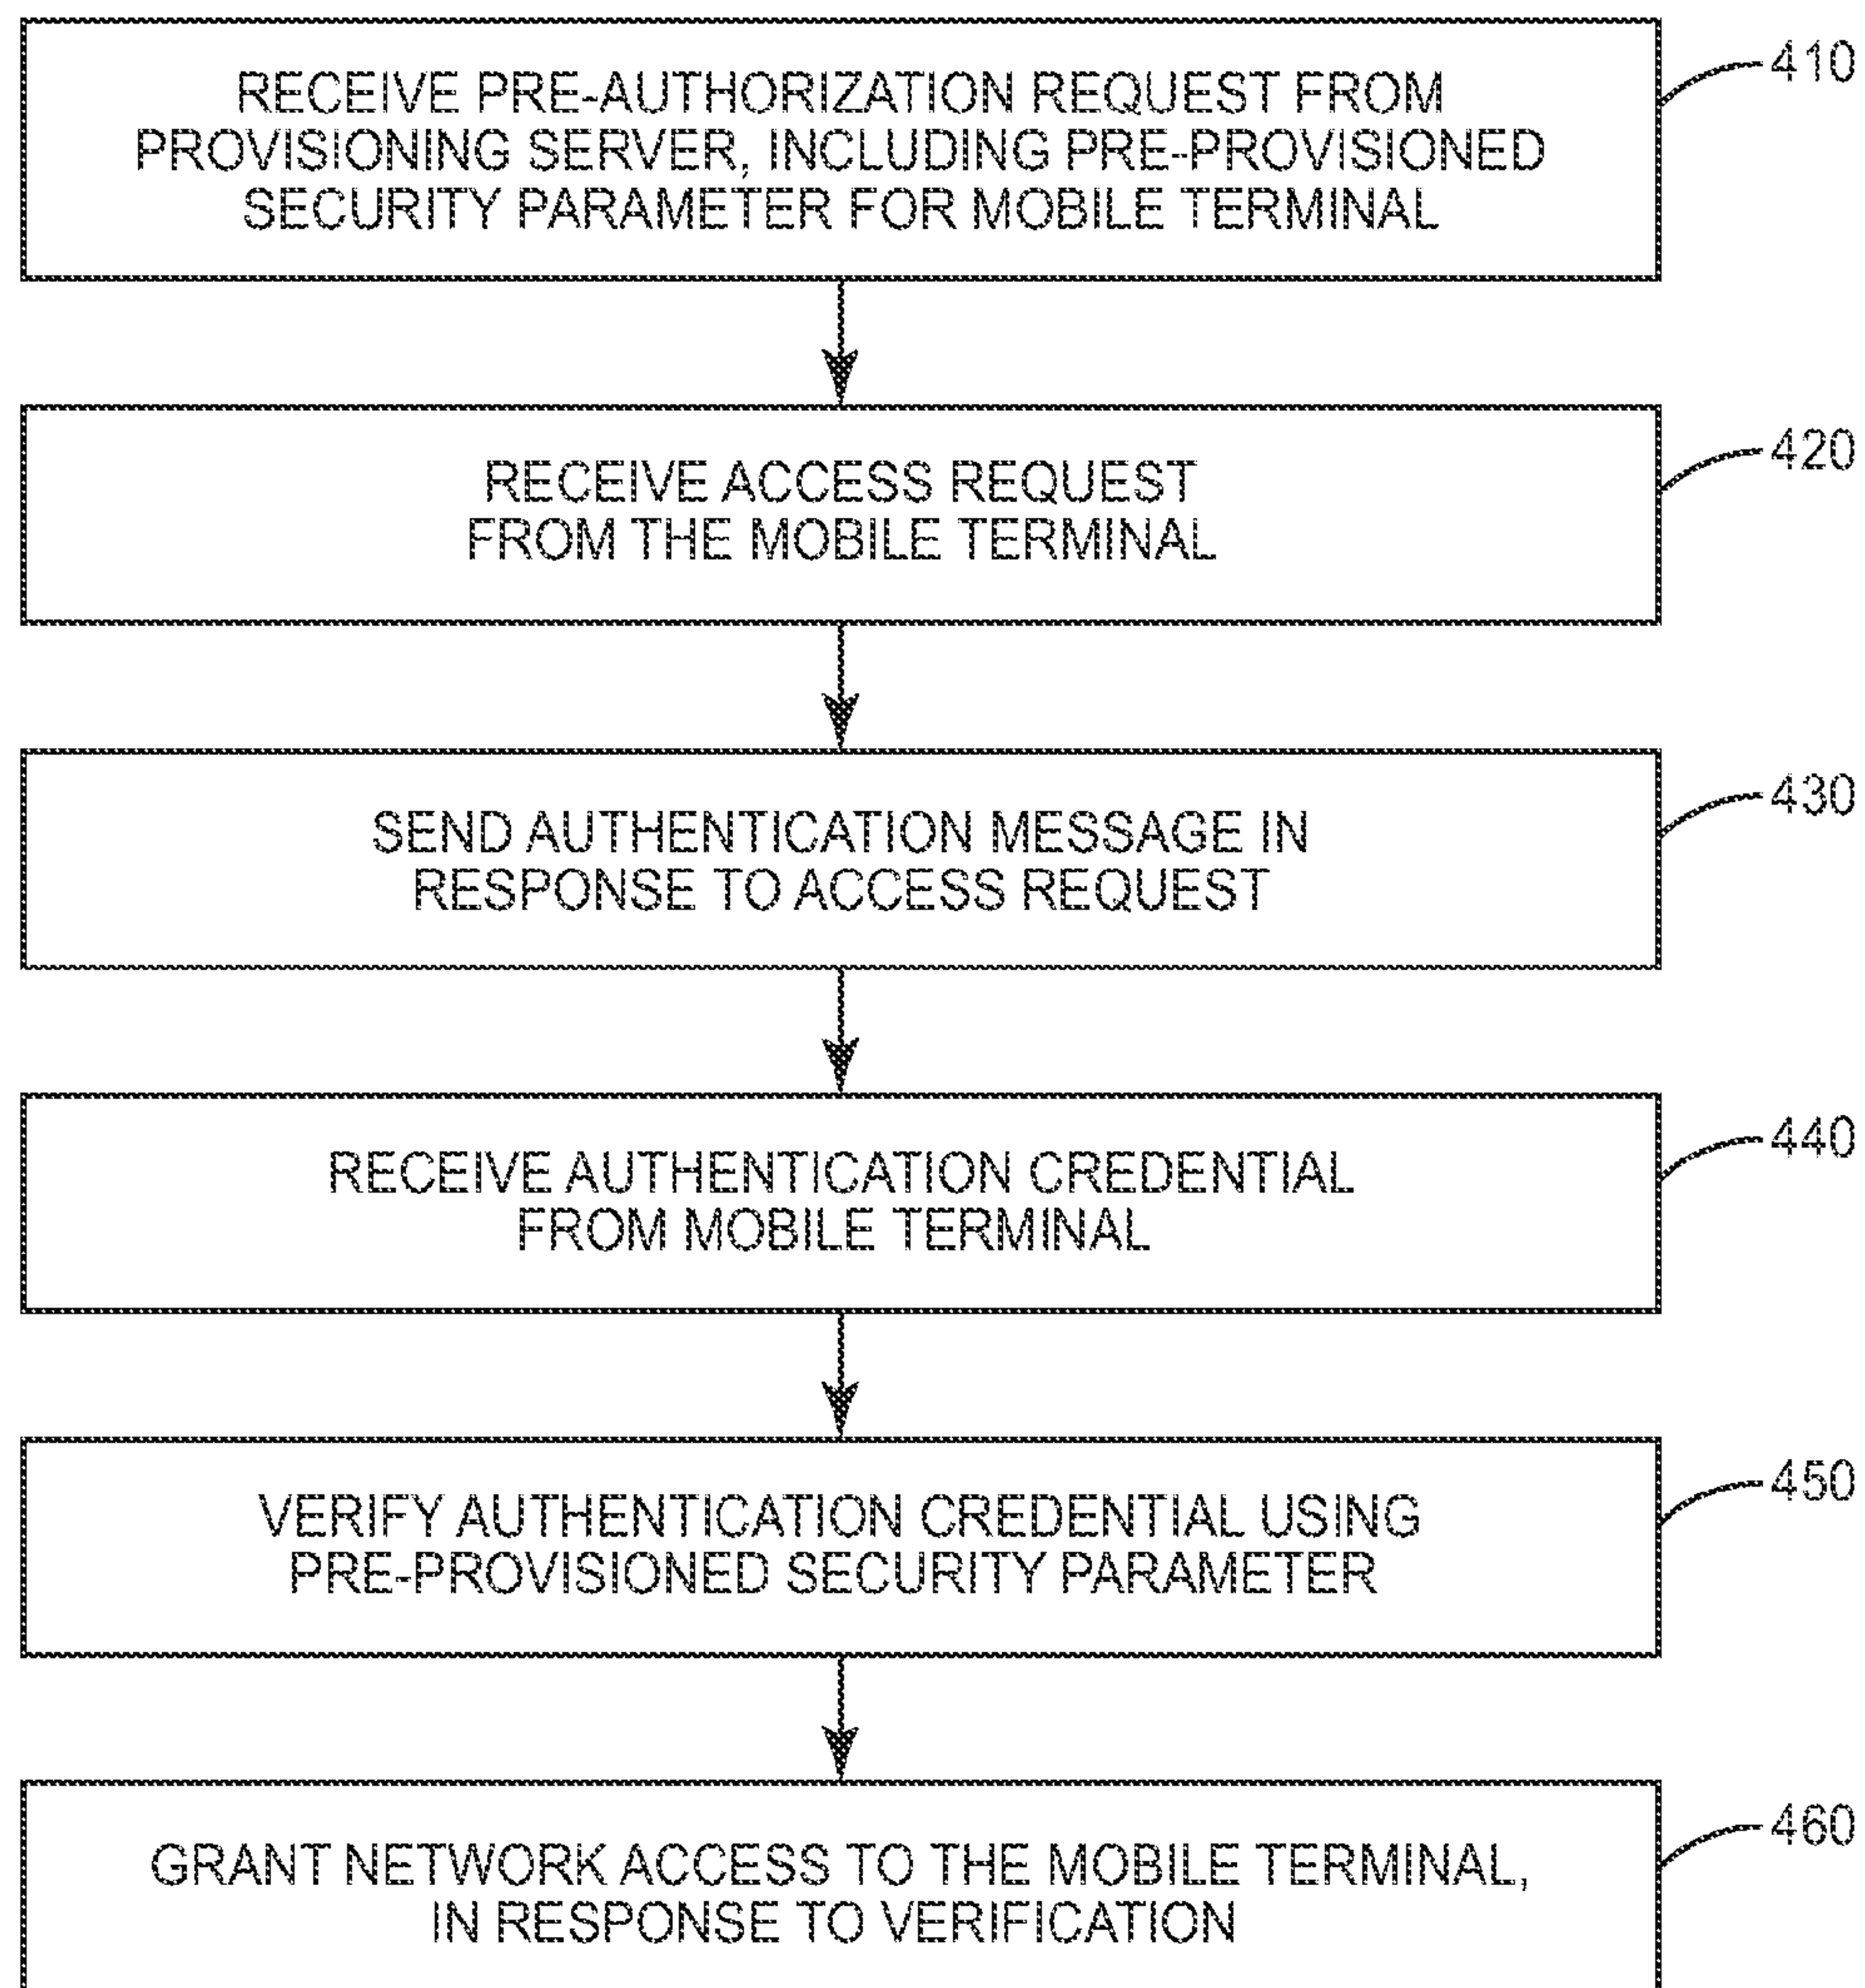 RECEIVE PRE-AUTHORIZATION REQUEST FROM
PROVISIONING SERVER, INCLUDING PRE-PROVISIONED
SECURITY PARAMETER FOR MOBILE TERMINAL
410
RECEIVE ACCESS REQUEST
FROM THE MOBILE TERMINAL
420
SEND AUTHENTICATION MESSAGE IN
RESPONSE TO ACCESS REQUEST
430
RECEIVE AUTHENTICATION CREDENTIAL
FROM MOBILE TERMINAL
440
VERIFY AUTHENTICATION CREDENTIAL USING
PRE-PROVISIONED SECURITY PARAMETER
450
GRANT NETWORK ACCESS TO THE MOBILE TERMINAL,
IN RESPONSE TO VERIFICATION
460